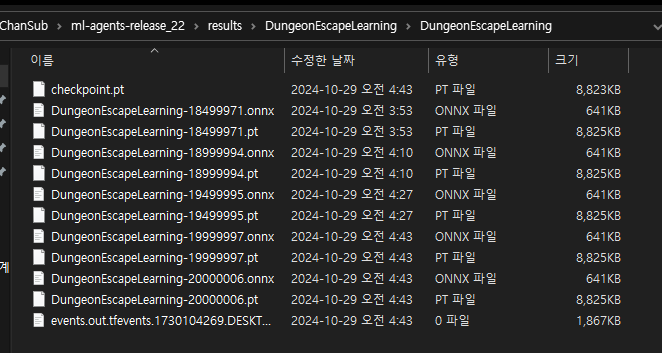 ChanSub > ml-agents-release_22 > results > DungeonEscapeLearning > DungeonEscapeLearning
이름 수정한 날짜 유형 크기
checkpoint.pt 2024-10-29 오전 4:43 PT 파일 8,823KB
DungeonEscapeLearning-18499971.onnx 2024-10-29 오전 3:53 ONNX 파일 641KB
DungeonEscapeLearning-18499971.pt 2024-10-29 오전 3:53 PT 파일 8,825KB
DungeonEscapeLearning-18999994.onnx 2024-10-29 오전 4:10 ONNX 파일 641KB
DungeonEscapeLearning-18999994.pt 2024-10-29 오전 4:10 PT 파일 8,825KB
DungeonEscapeLearning-19499995.onnx 2024-10-29 오전 4:27 ONNX 파일 641KB
DungeonEscapeLearning-19499995.pt 2024-10-29 오전 4:27 PT 파일 8,825KB
DungeonEscapeLearning-19999997.onnx 2024-10-29 오전 4:43 ONNX 파일 641KB
DungeonEscapeLearning-19999997.pt 2024-10-29 오전 4:43 PT 파일 8,825KB
DungeonEscapeLearning-20000006.onnx 2024-10-29 오전 4:43 ONNX 파일 641KB
DungeonEscapeLearning-20000006.pt 2024-10-29 오전 4:43 PT 파일 8,825KB
events.out.tfevents.1730104269.DESKT... 2024-10-29 오전 4:43 0 파일 1,867KB